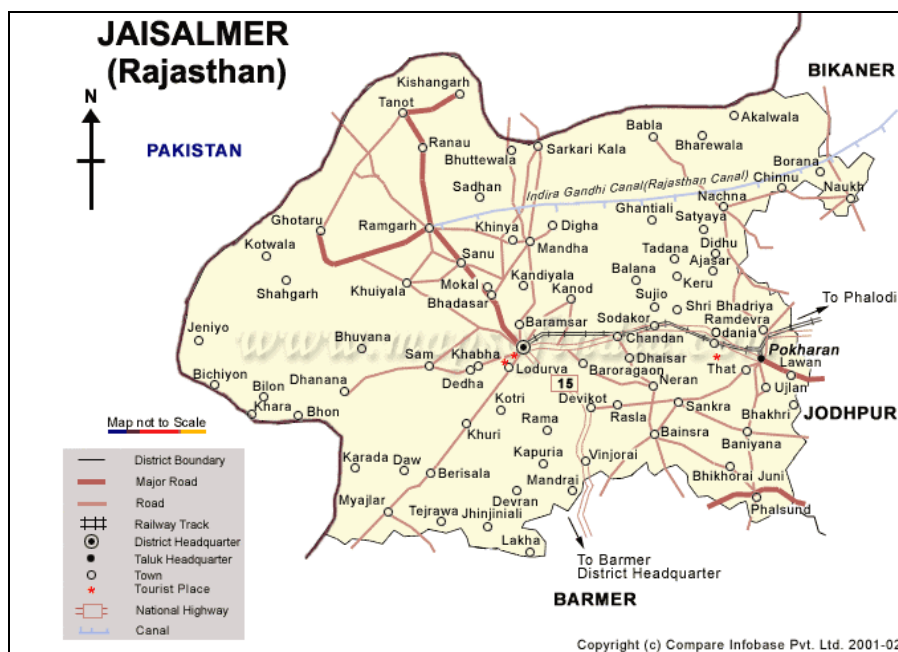 JAISALMER
(Rajasthan)
N
PAKISTAN
BIKANER
Kishangarh
Tanot
Ranau
Bhuttewala
Sarkari Kala
Babla
Akalwala
Bharewala
Borana
Chinnu
Naukh
Sadhan
Indira Gandhi Canal(Rajasthan Canal)
Nachna
Ghotaru
Ramgarh
Khinya
Digha
Ghantiali
Satyaya
Kotwala
Mandha
Didhu
Sanu
Tadana
Ajasar
Shahgarh
Khuiyala
Mokal
Kandiyala
Balana
Keru
Bhadasar
Kanod
Sujio
Shri Bhadriya
To Phalodi
Jeniyo
Baramsar
Sodakor
Ramdevra
Odania
Bhuvana
Chandan
Pokharan
Sam
Khabha
Lodurva
Dhaisar
Lawan
Bichiyon
Dedha
Baroragaon
That
Bilon
Dhanana
15
Neran
Ujlan
Khara
Bhon
Kotri
Devikot
Rasla
Sankra
Bhakhri
JODHPUR
Map not to Scale
Khuri
Rama
Bainsra
Baniyana
Karada
Daw
Berisala
Kapuria
Vinjorai
Bhikhorai Juni
Mandrai
Myajlar
Devran
Phalsund
Tejrawa
Jhinjiniali
Lakha
To Barmer
District Headquarter
BARMER
District Boundary
Major Road
Road
Railway Track
District Headquarter
Taluk Headquarter
Town
Tourist Place
National Highway
Canal
Copyright (c) Compare Infobase Pvt. Ltd. 2001-02